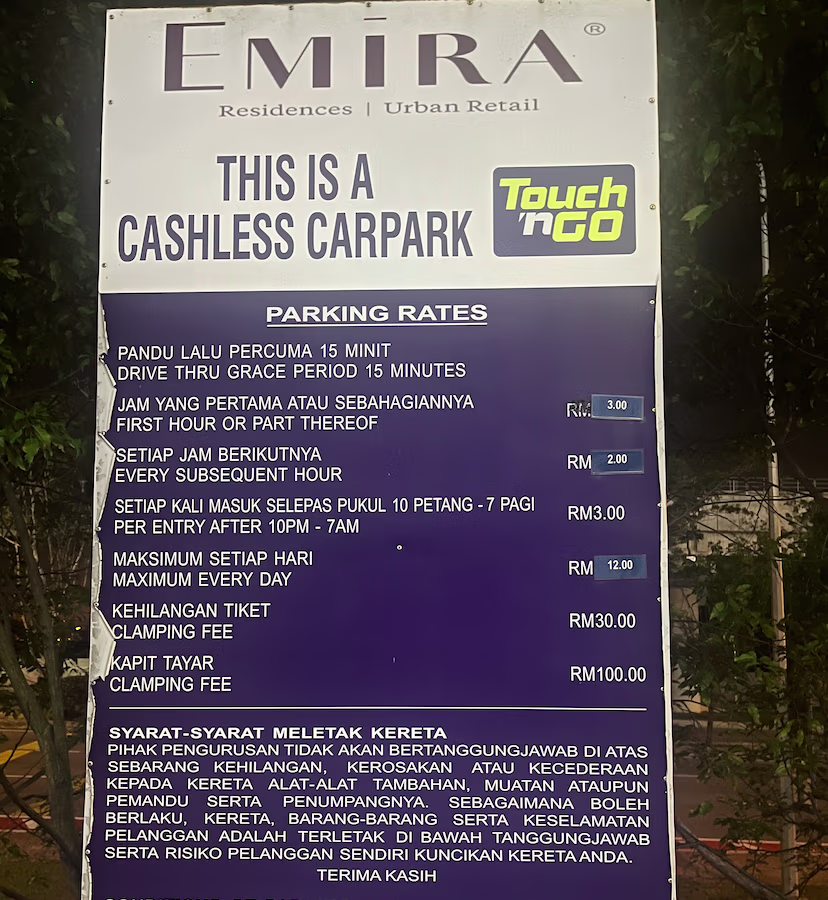 EMIRA®
Residences | Urban Retail
THIS IS A
CASHLESS CARPARK
Touch
'nGO
PARKING RATES
PANDU LALU PERCUMA 15 MINIT
DRIVE THRU GRACE PERIOD 15 MINUTES
JAM YANG PERTAMA ATAU SEBAHAGIANNYA
FIRST HOUR OR PART THEREOF
RM 3.00
SETIAP JAM BERIKUTNYA
EVERY SUBSEQUENT HOUR
RM 2.00
SETIAP KALI MASUK SELEPAS PUKUL 10 PETANG - 7 PAGI
PER ENTRY AFTER 10PM - 7AM
RM3.00
MAKSIMUM SETIAP HARI
MAXIMUM EVERY DAY
RM 12.00
KEHILANGAN TIKET
CLAMPING FEE
RM30.00
KAPIT TAYAR
CLAMPING FEE
RM100.00
SYARAT-SYARAT MELETAK KERETA
PIHAK PENGURUSAN TIDAK AKAN BERTANGGUNGJAWAB DI ATAS
SEBARANG KEHILANGAN, KEROSAKAN ATAU KECEDERAAN
KEPADA KERETA ALAT-ALAT TAMBAHAN, MUATAN ATAUPUN
PEMANDU SERTA PENUMPANGNYA. SEBAGAIMANA BOLEH
BERLAKU, KERETA, BARANG-BARANG SERTA KESELAMATAN
PELANGGAN ADALAH TERLETAK DI BAWAH TANGGUNGJAWAB
SERTA RISIKO PELANGGAN SENDIRI KUNCIKAN KERETA ANDA.
TERIMA KASIH